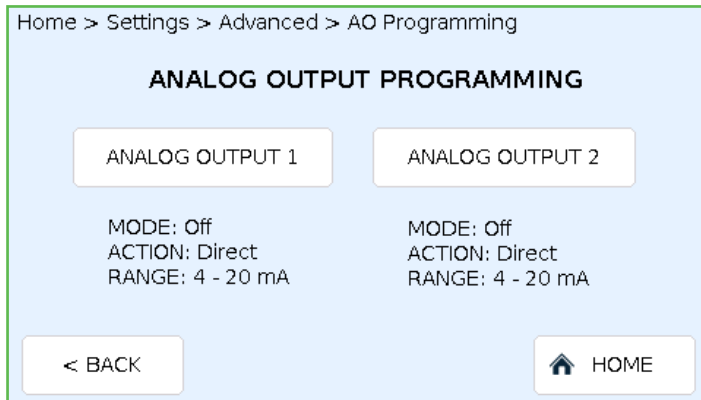 Home > Settings > Advanced > AO Programming
ANALOG OUTPUT PROGRAMMING
ANALOG OUTPUT 1
ANALOG OUTPUT 2
MODE: Off
ACTION: Direct
RANGE: 4 - 20 mA
MODE: Off
ACTION: Direct
RANGE: 4 - 20 mA
< BACK
HOME